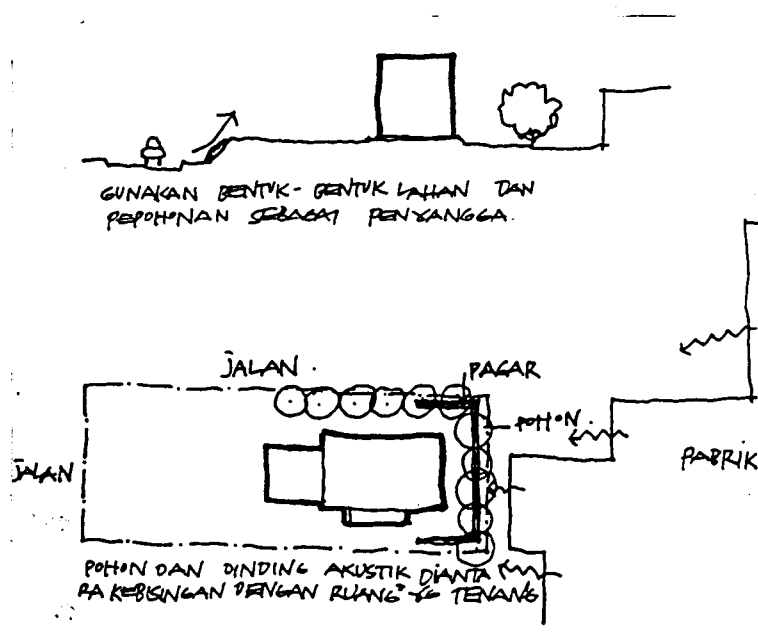 GUNAKAN BENTUK-BENTUK LAHAN DAN
PEPOHONAN SEBAGAI PENYANGGA.
JALAN.
PAGAR
POHON.
JALAN
PABRIK
POHON DAN DINDING AKUSTIK DIANTA
RA KEBISINGAN DENGAN RUANG² YG TENANG